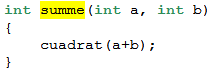 int summe(int a, int b)
{
cuadrat(a+b);
}